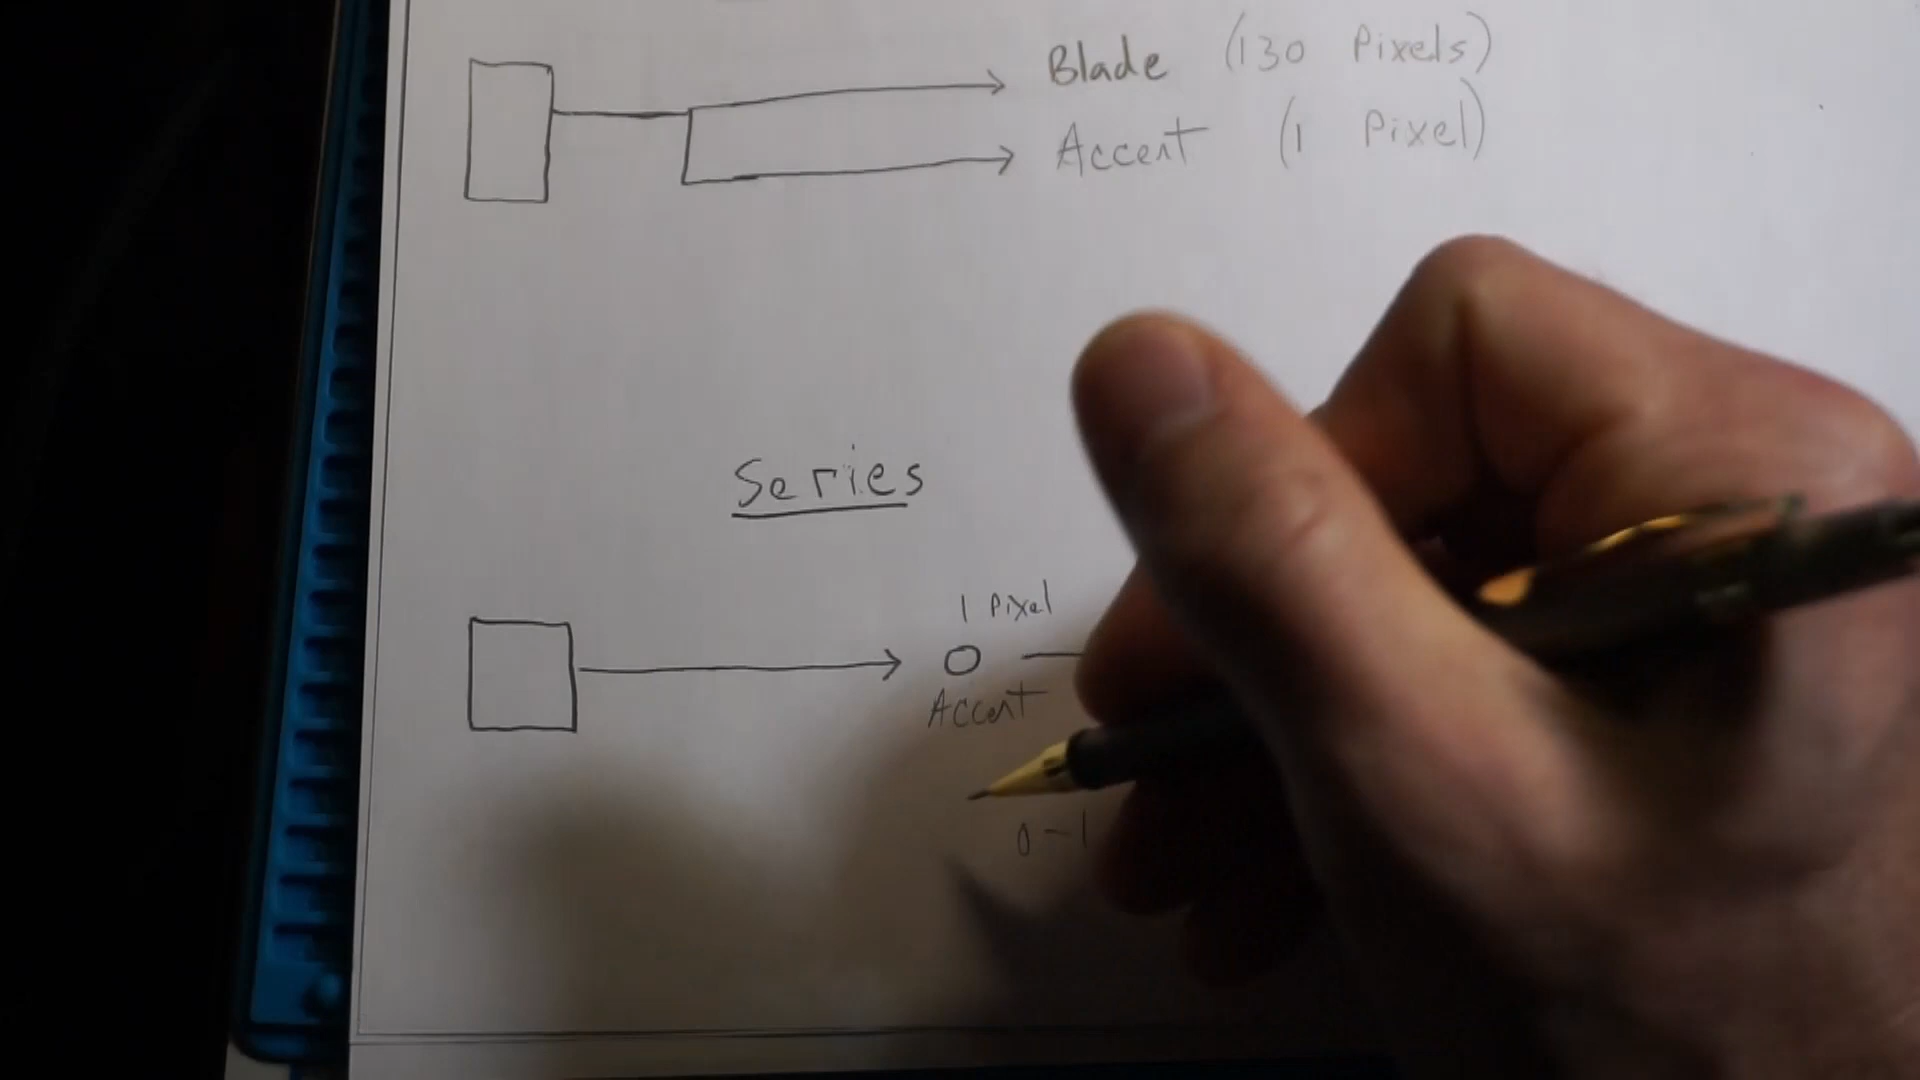 Blade (130 Pixels)
Accent (1 Pixel)
Series
1 Pixel
Accent
0-1